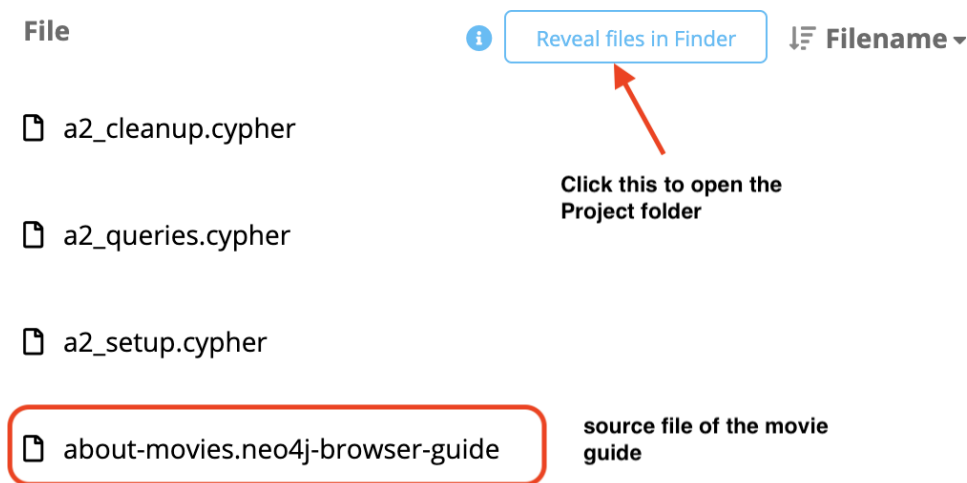 File
Reveal files in Finder
Filename
a2_cleanup.cypher
Click this to open the
Project folder
a2_queries.cypher
a2_setup.cypher
about-movies.neo4j-browser-guide
source file of the movie
guide